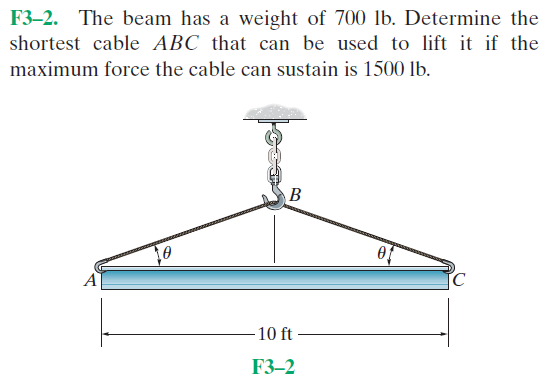 F3–2. The beam has a weight of 700 lb. Determine the
shortest cable ABC that can be used to lift it if the
maximum force the cable can sustain is 1500 lb.
B
θ θ
A C
10 ft
F3–2